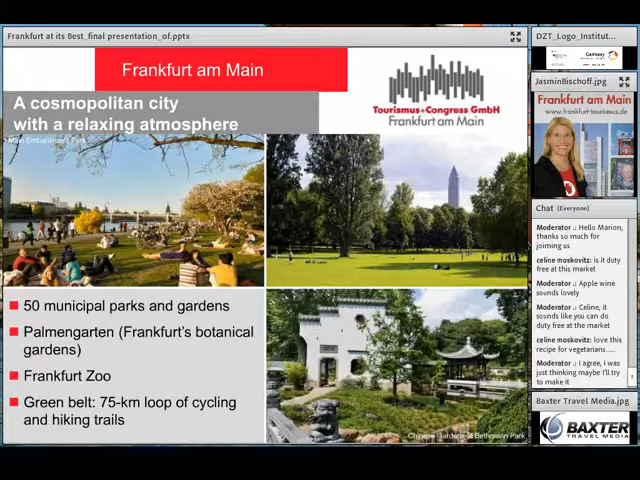 Frankfurt at its Best_final presentation_of.pptx
Frankfurt am Main
A cosmopolitan city
with a relaxing atmosphere
Tourismus+Congress GmbH
Frankfurt am Main
Main Embankment Park
50 municipal parks and gardens
Palmengarten (Frankfurt's botanical
gardens)
Frankfurt Zoo
Green belt: 75-km loop of cycling
and hiking trails
Chinese Garden at Bethmann Park
DZT_Logo_Institut...
Germany
JasminBischoff.jpg
Frankfurt am Main
www.frankfurt-tourismus.de
Chat (Everyone)
Moderator .: Hello Marion,
thanks so much for
joiming us
celine moskovitz: is it duty
free at this market
Moderator .: Apple wine
sounds lovely
Moderator .: Celine, it
sounds like you can do
duty free at the market
celine moskovitz: love this
recipe for vegetarians.....
Moderator .: I agree, I was
just thinking maybe I'll try
to make it
Baxter Travel Media.jpg
BAXTER
TRAVEL MEDIA